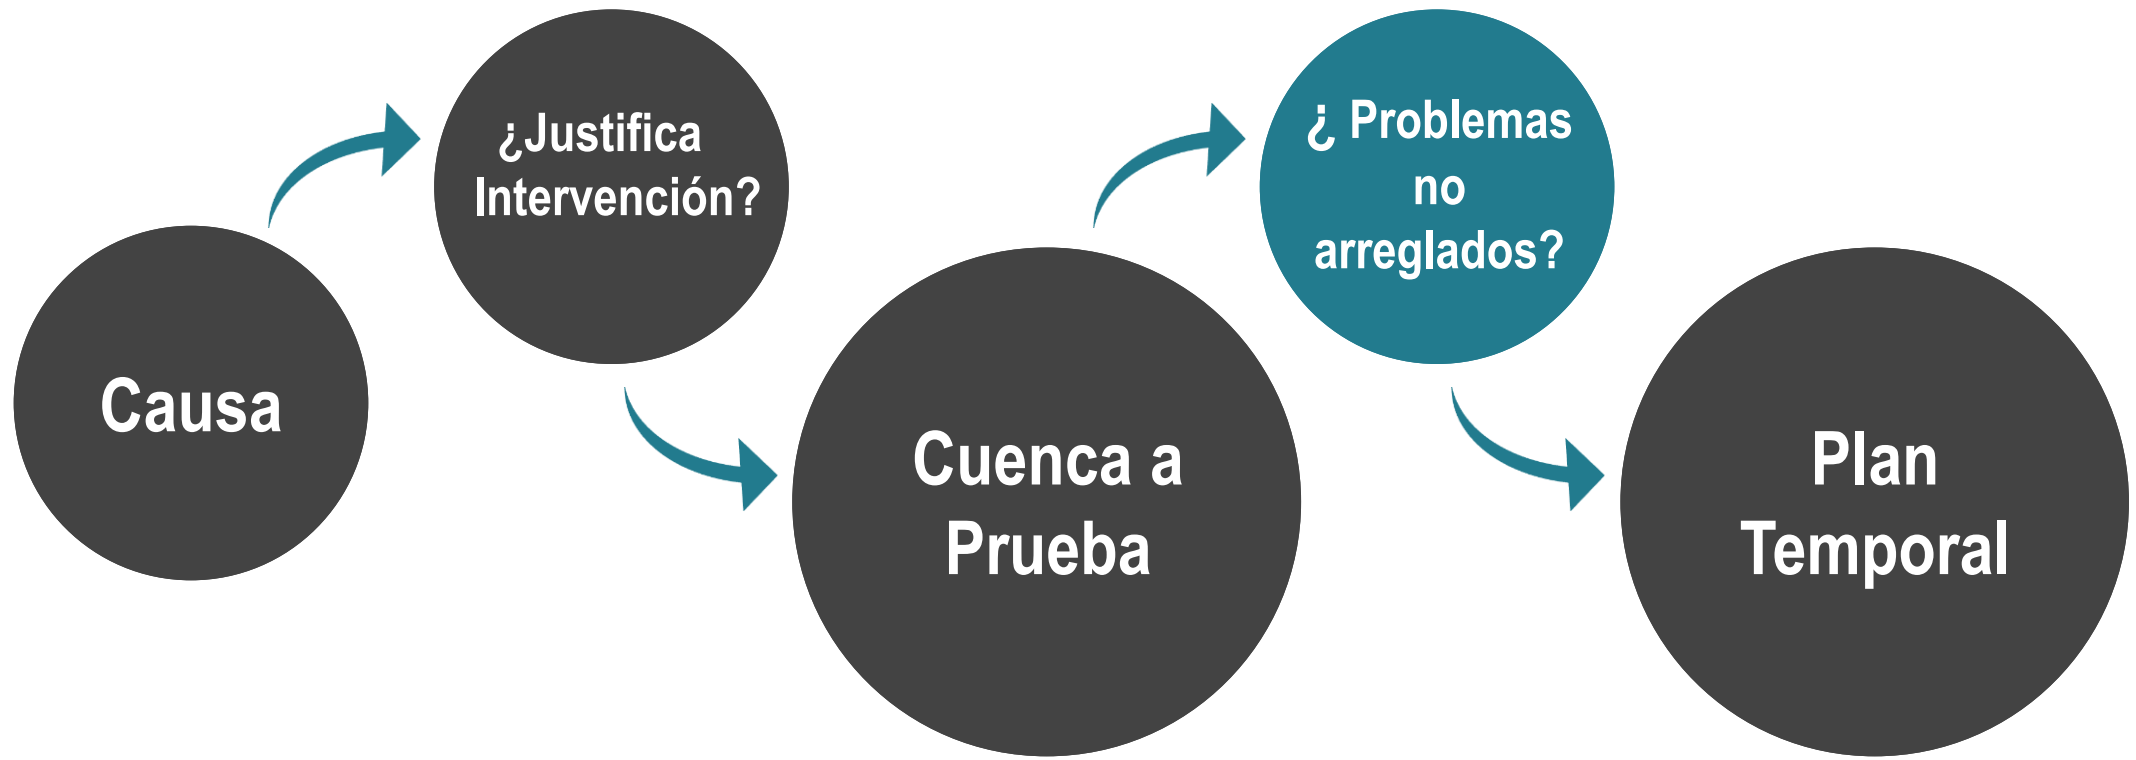 Causa
¿Justifica
Intervención?
Cuenca a
Prueba
¿ Problemas
no
arreglados?
Plan
Temporal